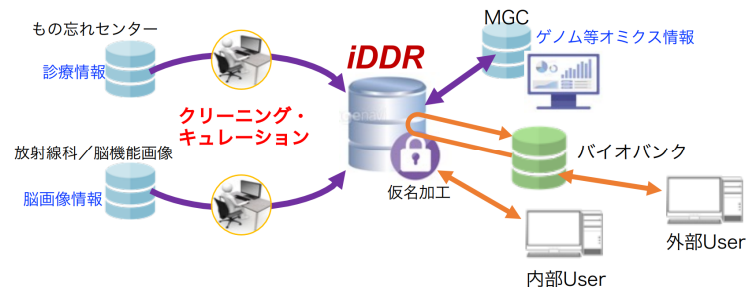 もの忘れセンター
診療情報
iDDR
MGC
ゲノム等オミクス情報
クリーニング・
キュレーション
放射線科／脳機能画像
脳画像情報
仮名加工
バイオバンク
内部User
外部User